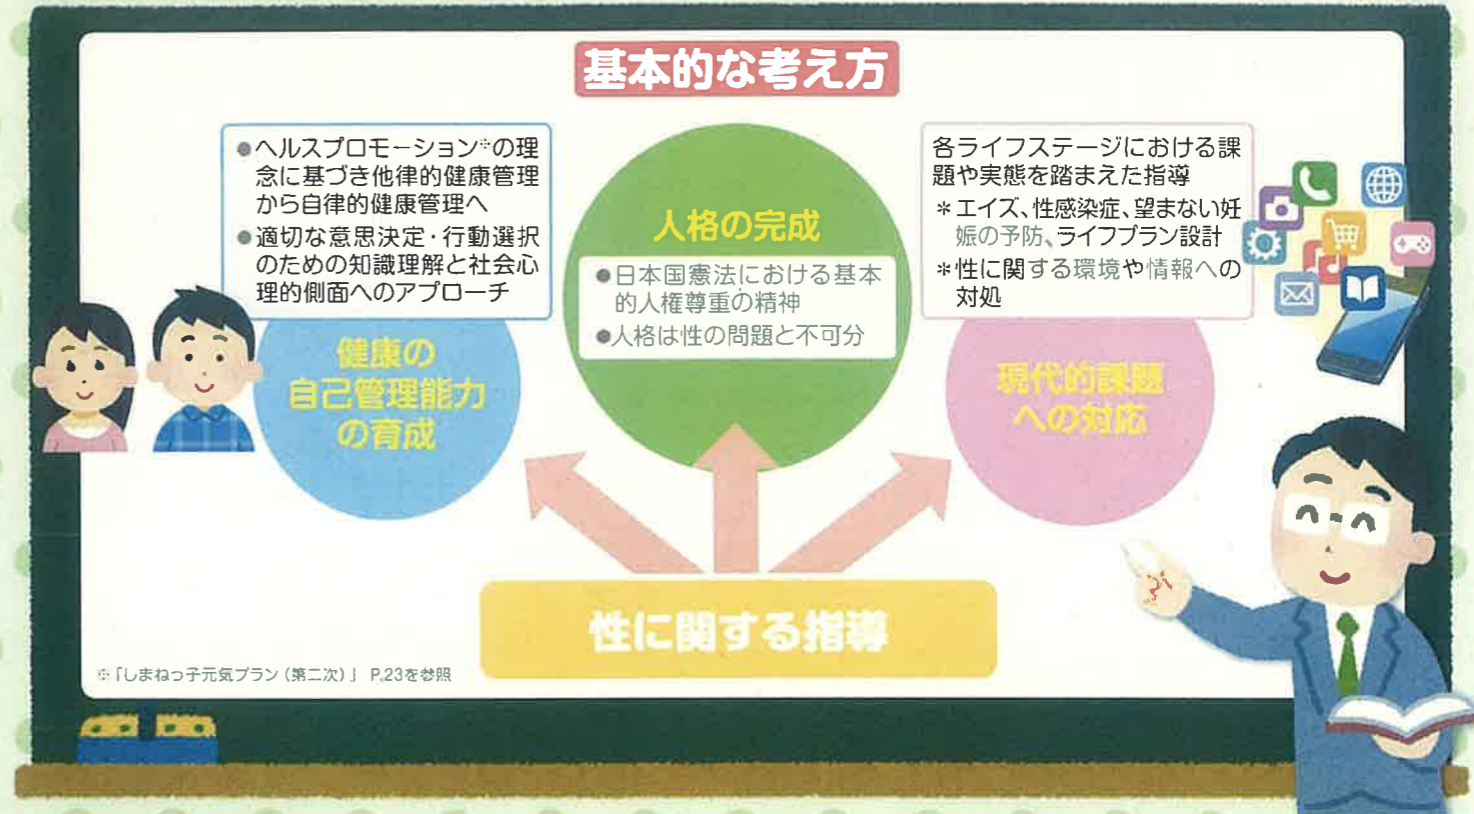 基本的な考え方
●ヘルスプロモーション※の理
念に基づき他律的健康管理
から自律的健康管理へ
●適切な意思決定・行動選択
のための知識理解と社会心
理的側面へのアプローチ
健康の
自己管理能力
の育成
人格の完成
●日本国憲法における基本
的人権尊重の精神
●人格は性の問題と不可分
各ライフステージにおける課
題や実態を踏まえた指導
＊エイズ、性感染症、望まない妊
娠の予防、ライフプラン設計
＊性に関する環境や情報への
対処
現代的課題
への対応
性に関する指導
※「しまねっ子元気プラン（第二次）」 P.23を参照